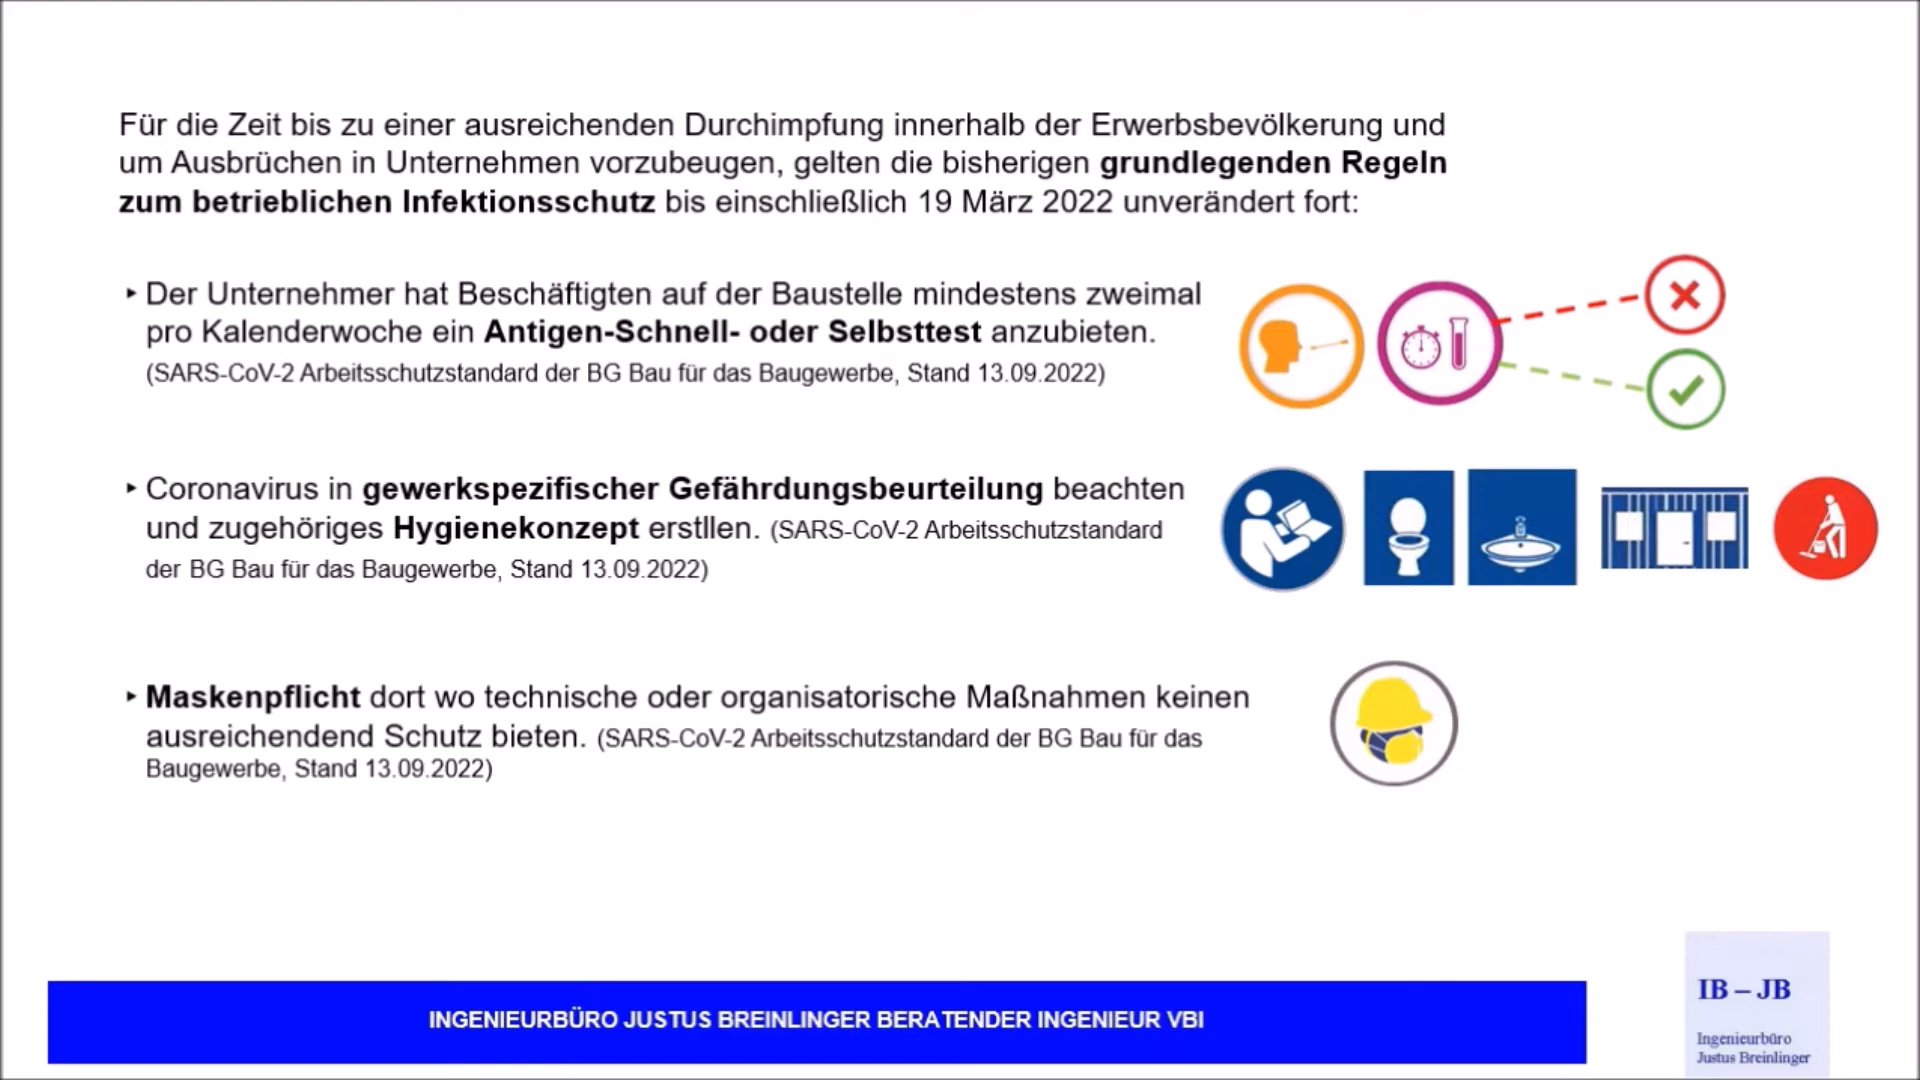 Für die Zeit bis zu einer ausreichenden Durchimpfung innerhalb der Erwerbsbevölkerung und
um Ausbrüchen in Unternehmen vorzubeugen, gelten die bisherigen grundlegenden Regeln
zum betrieblichen Infektionsschutz bis einschließlich 19 März 2022 unverändert fort:
‣ Der Unternehmer hat Beschäftigten auf der Baustelle mindestens zweimal
pro Kalenderwoche ein Antigen-Schnell- oder Selbsttest anzubieten.
(SARS-CoV-2 Arbeitsschutzstandard der BG Bau für das Baugewerbe, Stand 13.09.2022)
‣ Coronavirus in gewerkspezifischer Gefährdungsbeurteilung beachten
und zugehöriges Hygienekonzept erstllen. (SARS-CoV-2 Arbeitsschutzstandard
der BG Bau für das Baugewerbe, Stand 13.09.2022)
‣ Maskenpflicht dort wo technische oder organisatorische Maßnahmen keinen
ausreichendend Schutz bieten. (SARS-CoV-2 Arbeitsschutzstandard der BG Bau für das
Baugewerbe, Stand 13.09.2022)
INGENIEURBÜRO JUSTUS BREINLINGER BERATENDER INGENIEUR VBI
IB – JB
Ingenieurbüro
Justus Breinlinger